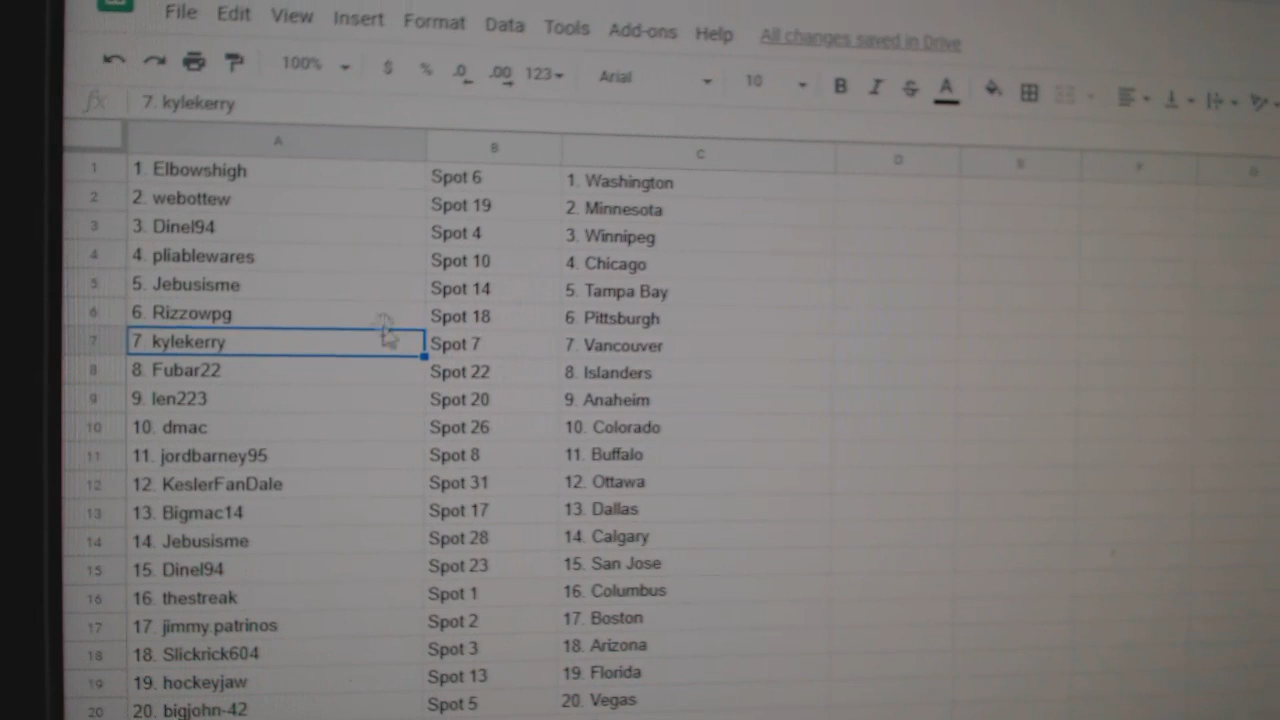 File Edit View Insert Format Data Tools Add-ons Help All changes saved in Drive
100% $ % .0 .00 123 Arial 10 B I S A
fx 7. kylekerry
A B C D E F G
1 1. Elbowshigh Spot 6 1. Washington
2 2. webottew Spot 19 2. Minnesota
3 3. Dinel94 Spot 4 3. Winnipeg
4 4. pliablewares Spot 10 4. Chicago
5 5. Jebusisme Spot 14 5. Tampa Bay
6 6. Rizzowpg Spot 18 6. Pittsburgh
7 7. kylekerry Spot 7 7. Vancouver
8 8. Fubar22 Spot 22 8. Islanders
9 9. len223 Spot 20 9. Anaheim
10 10. dmac Spot 26 10. Colorado
11 11. jordbarney95 Spot 8 11. Buffalo
12 12. KeslerFanDale Spot 31 12. Ottawa
13 13. Bigmac14 Spot 17 13. Dallas
14 14. Jebusisme Spot 28 14. Calgary
15 15. Dinel94 Spot 23 15. San Jose
16 16. thestreak Spot 1 16. Columbus
17 17. jimmy.patrinos Spot 2 17. Boston
18 18. Slickrick604 Spot 3 18. Arizona
19 19. hockeyjaw Spot 13 19. Florida
20 20. bigjohn-42 Spot 5 20. Vegas